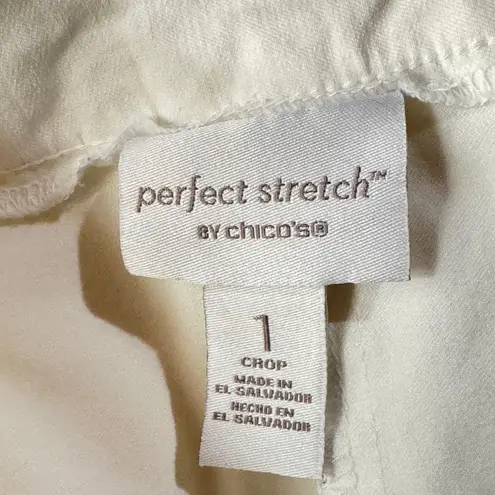 perfect stretch™
BY chico's®
1
CROP
MADE IN
EL SALVADOR
HECHO EN
EL SALVADOR